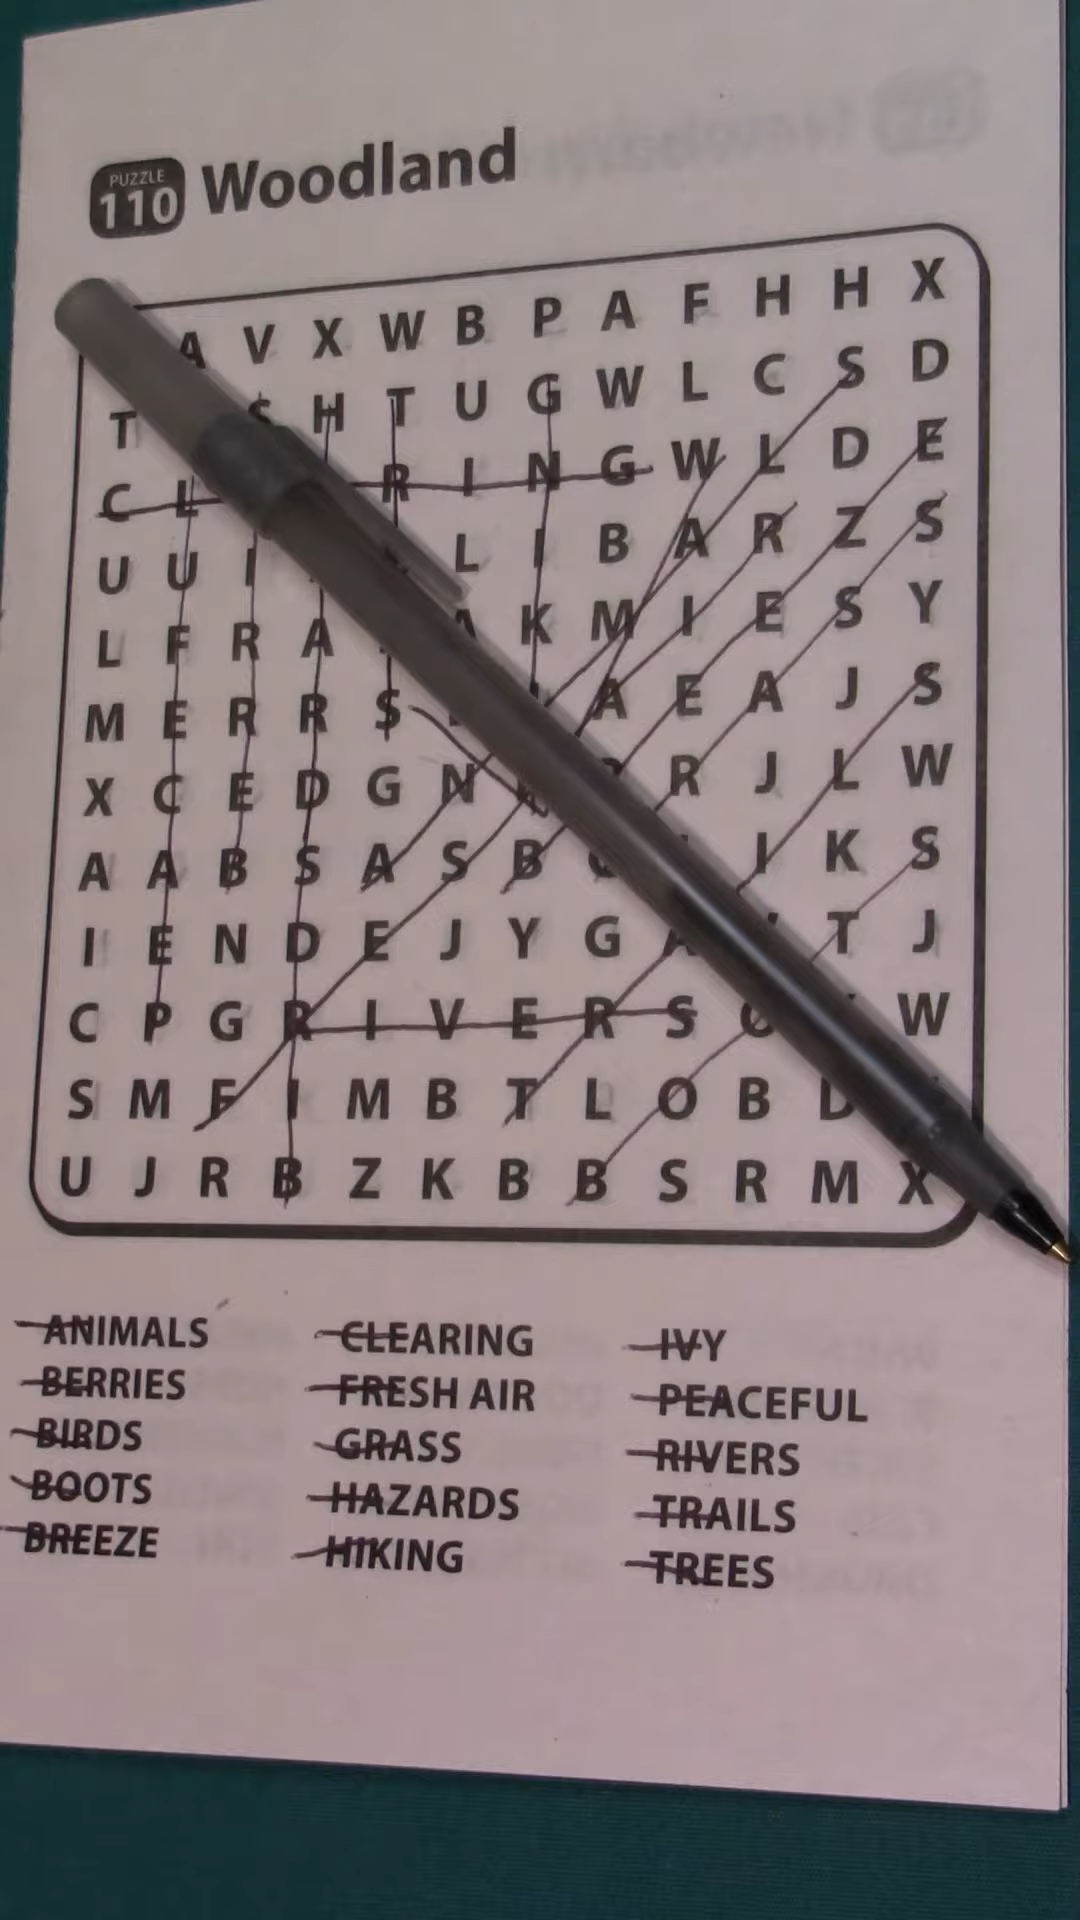 PUZZLE
110 Woodland
A V X W B P A F H H X
T S H T U G W L C S D
C L R I N G W L D E
U U I L I B A R Z S
L F R A A K M I E S Y
M E R R S A E A J S
X C E D G N R J L W
A A B S A S B I K S
I E N D E J Y G A T J
C P G R I V E R S O W
S M F I M B T L O B D
U J R B Z K B B S R M X
ANIMALS
BERRIES
BIRDS
BOOTS
BREEZE
CLEARING
FRESH AIR
GRASS
HAZARDS
HIKING
IVY
PEACEFUL
RIVERS
TRAILS
TREES